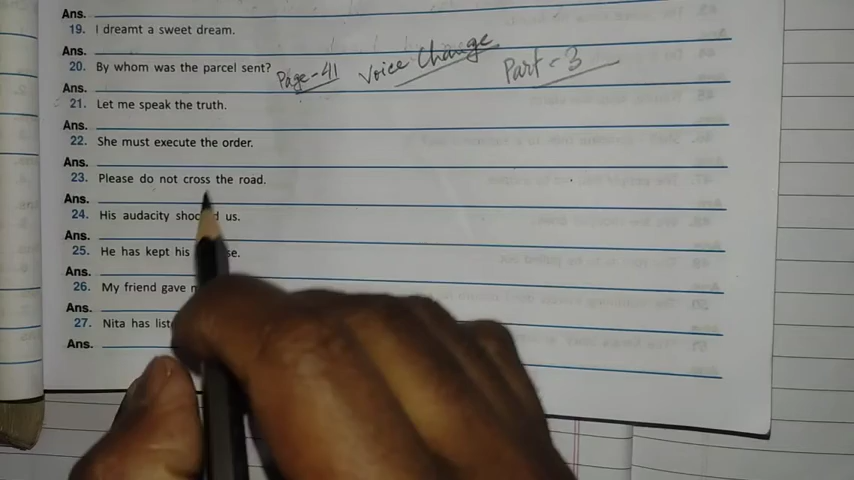 Ans.
19. I dreamt a sweet dream.
Ans.
20. By whom was the parcel sent? Page-41 Voice Change Part-3
Ans.
21. Let me speak the truth.
Ans.
22. She must execute the order.
Ans.
23. Please do not cross the road.
Ans.
24. His audacity us.
Ans.
25. He has kept his
Ans.
26. My friend gave
Ans.
27. Nita has
Ans.